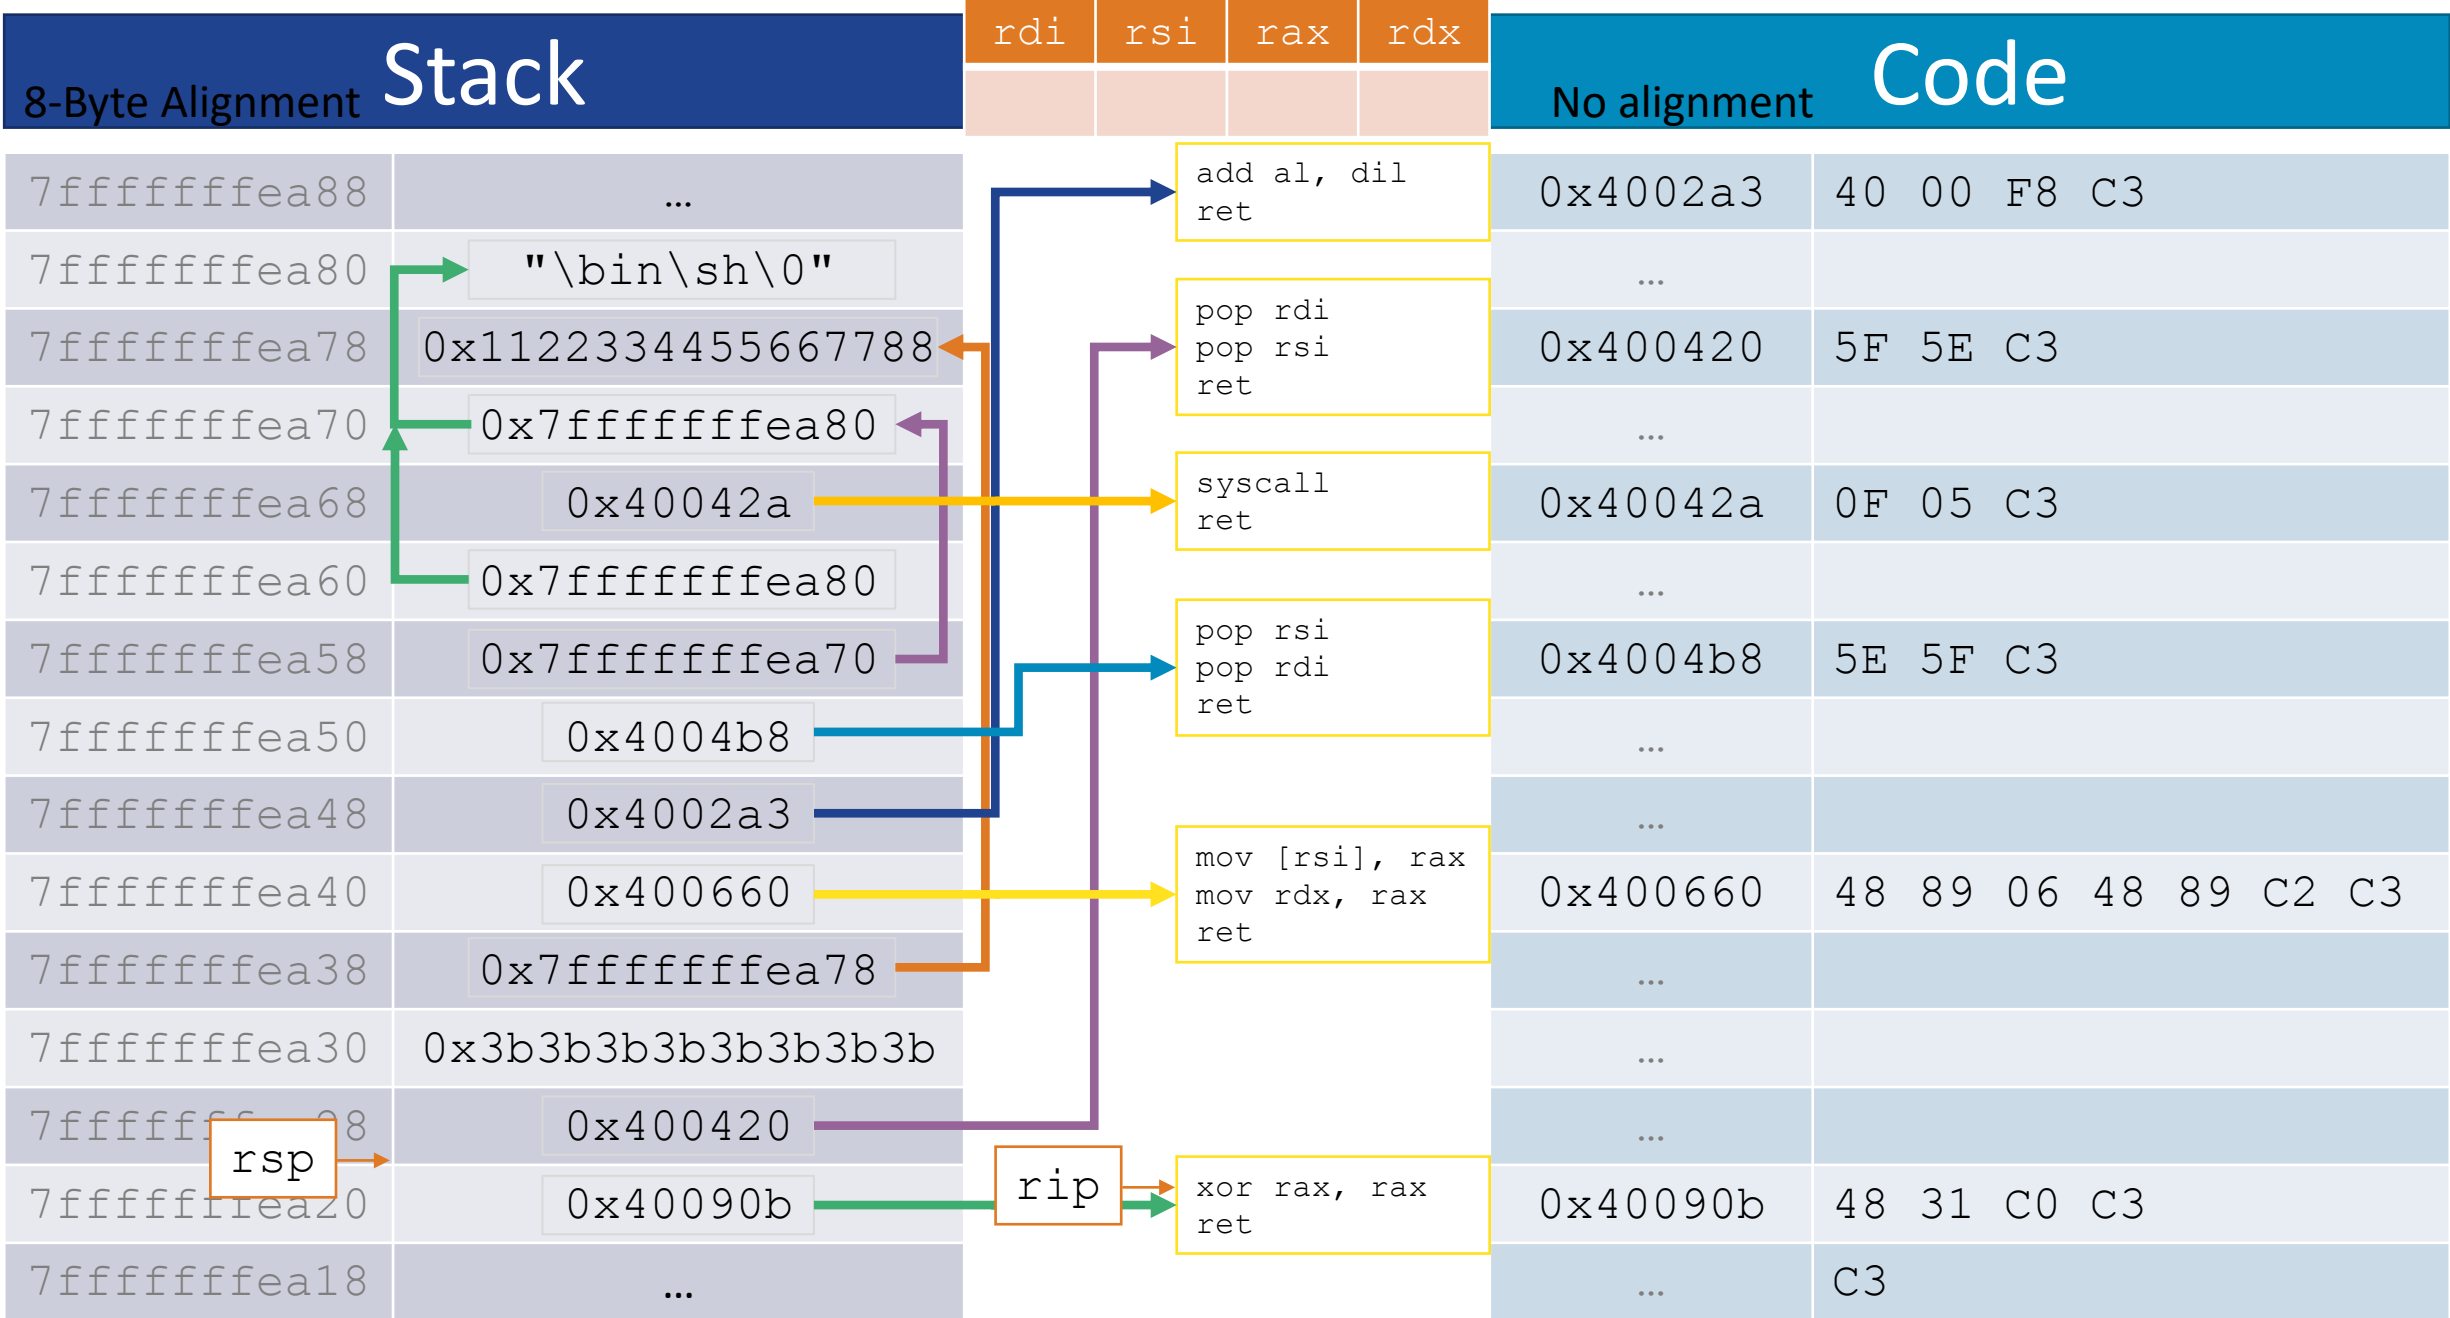 Stack
8-Byte Alignment
rdi rsi rax rdx
Code
No alignment
7fffffffea88 …
add al, dil
ret
0x4002a3 40 00 F8 C3
7fffffffea80 "\bin\sh\0"
…
7fffffffea78 0x1122334455667788
pop rdi
pop rsi
ret
0x400420 5F 5E C3
7fffffffea70 0x7fffffffea80
…
7fffffffea68 0x40042a
syscall
ret
0x40042a 0F 05 C3
7fffffffea60 0x7fffffffea80
…
7fffffffea58 0x7fffffffea70
pop rsi
pop rdi
ret
0x4004b8 5E 5F C3
7fffffffea50 0x4004b8
…
7fffffffea48 0x4002a3
…
7fffffffea40 0x400660
mov [rsi], rax
mov rdx, rax
ret
0x400660 48 89 06 48 89 C2 C3
7fffffffea38 0x7fffffffea78
…
7fffffffea30 0x3b3b3b3b3b3b3b3b
…
0x400420
…
rsp
rip
7fffffffea20 0x40090b
xor rax, rax
ret
0x40090b 48 31 C0 C3
7fffffffea18 …
… C3